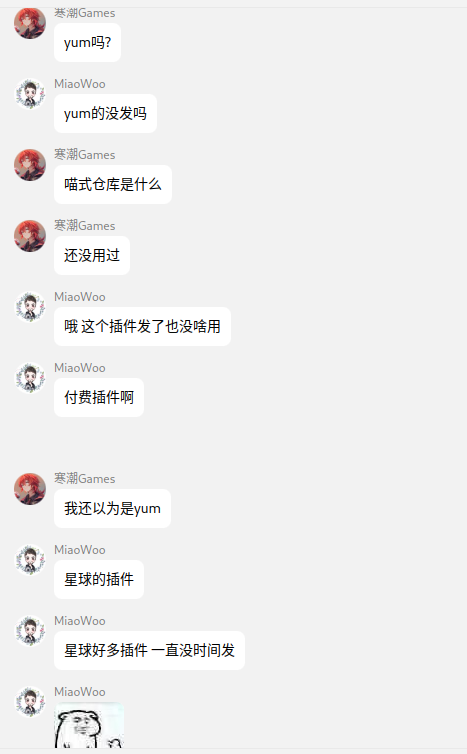 寒潮Games
yum吗?
MiaoWoo
yum的没发吗
寒潮Games
喵式仓库是什么
寒潮Games
还没用过
MiaoWoo
哦 这个插件发了也没啥用
MiaoWoo
付费插件啊
寒潮Games
我还以为是yum
MiaoWoo
星球的插件
MiaoWoo
星球好多插件 一直没时间发
MiaoWoo